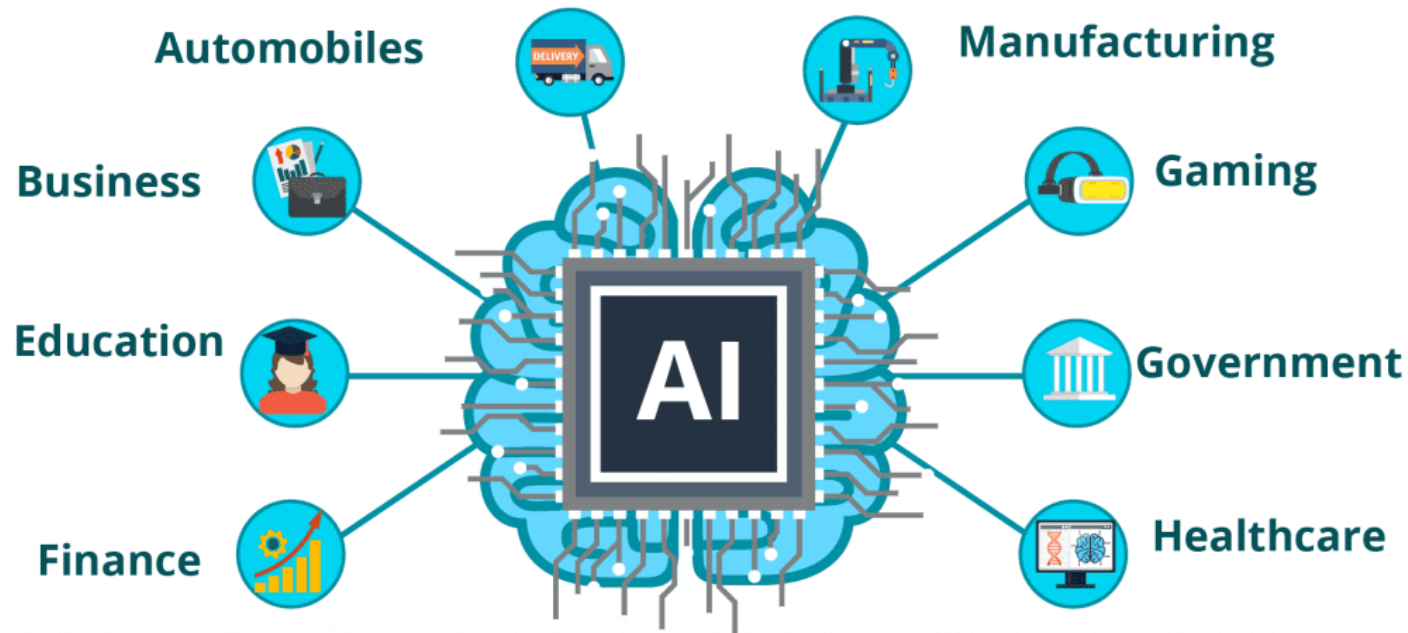 Automobiles
DELIVERY
Manufacturing
Business
Gaming
Education
AI
Government
Finance
Healthcare